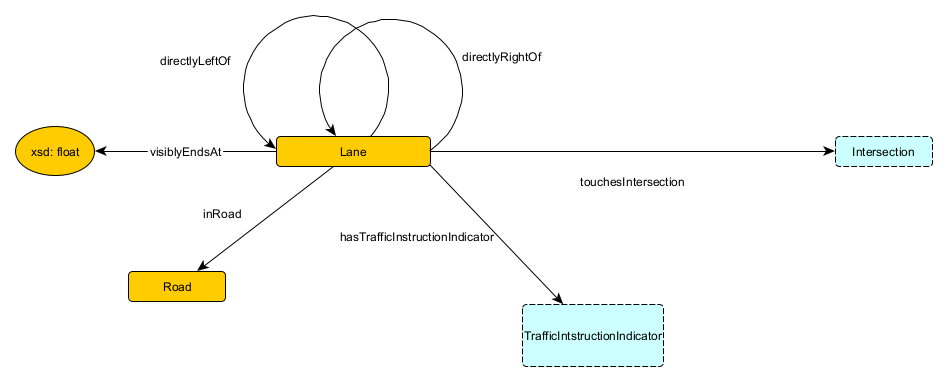 directlyLeftOf
directlyRightOf
xsd: float
visiblyEndsAt
Lane
Intersection
touchesIntersection
inRoad
hasTrafficInstructionIndicator
Road
TrafficIntstructionIndicator